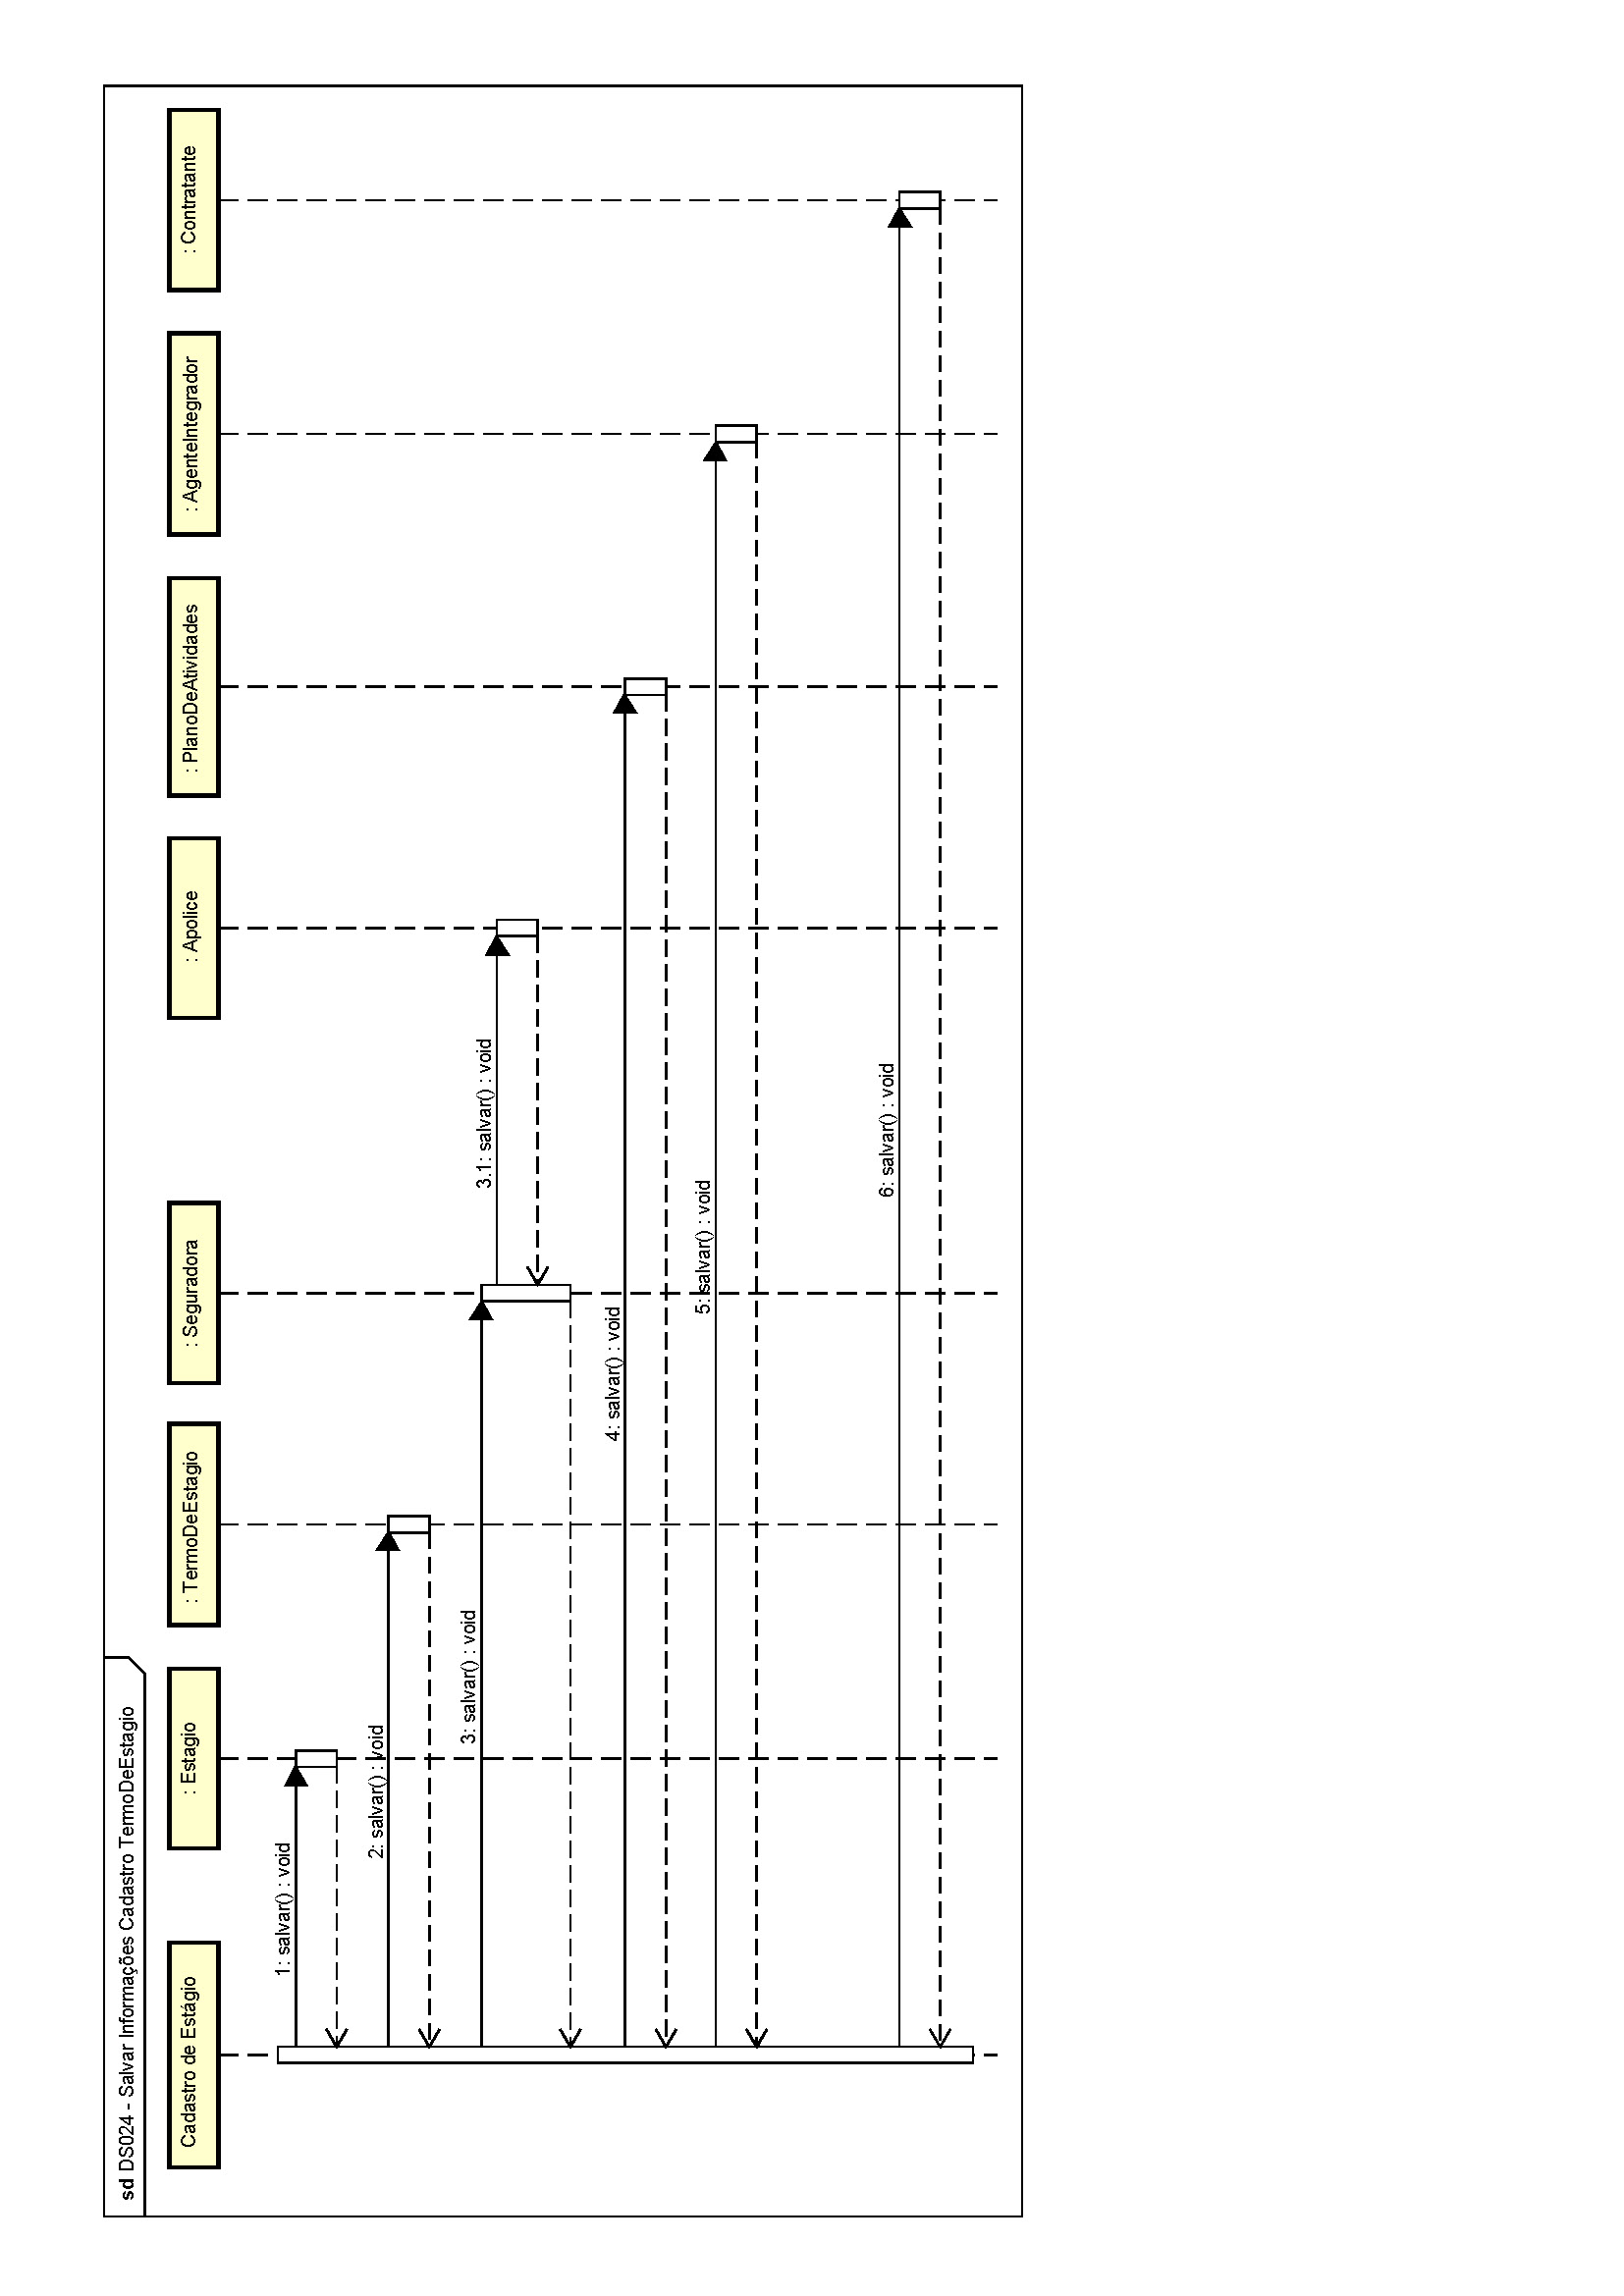 sd DS024 - Salvar Informações Cadastro TermoDeEstagio
Cadastro de Estágio
: Estagio
: TermoDeEstagio
: Seguradora
: Apolice
: PlanoDeAtividades
: AgenteIntegrador
: Contratante
1: salvar() : void
2: salvar() : void
3: salvar() : void
3.1: salvar() : void
4: salvar() : void
5: salvar() : void
6: salvar() : void